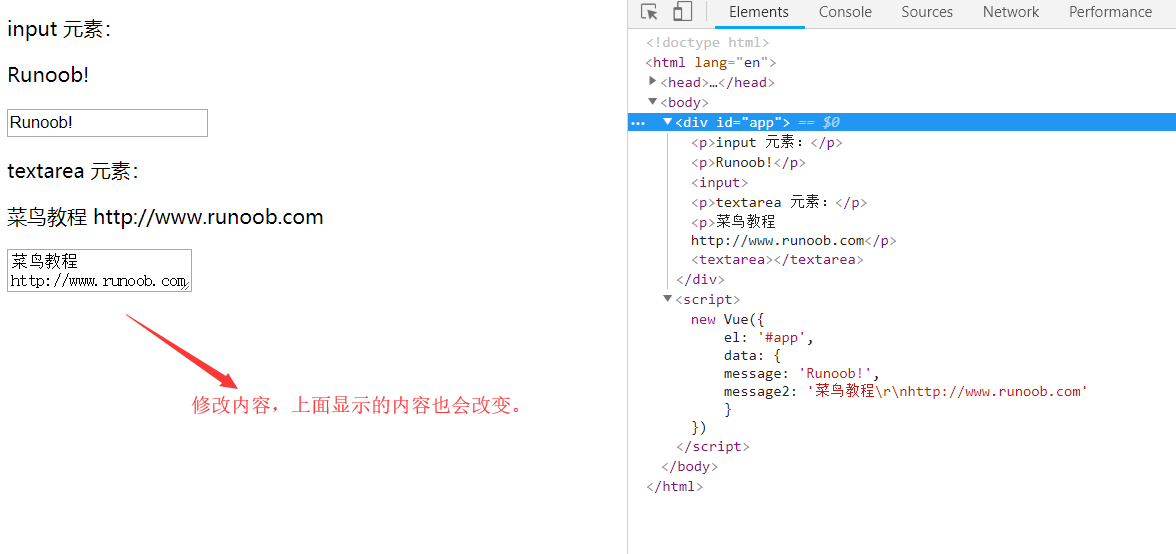 input 元素：
Runoob!
Runoob!
textarea 元素：
菜鸟教程 http://www.runoob.com
菜鸟教程
http://www.runoob.com
修改内容，上面显示的内容也会改变。
Elements Console Sources Network Performance
<!doctype html>
<html lang="en">
<head>…</head>
<body>
<div id="app"> == $0
<p>input 元素：</p>
<p>Runoob!</p>
<input>
<p>textarea 元素：</p>
<p>菜鸟教程
http://www.runoob.com</p>
<textarea></textarea>
</div>
<script>
new Vue({
el: '#app',
data: {
message: 'Runoob!',
message2: '菜鸟教程\r\nhttp://www.runoob.com'
}
})
</script>
</body>
</html>